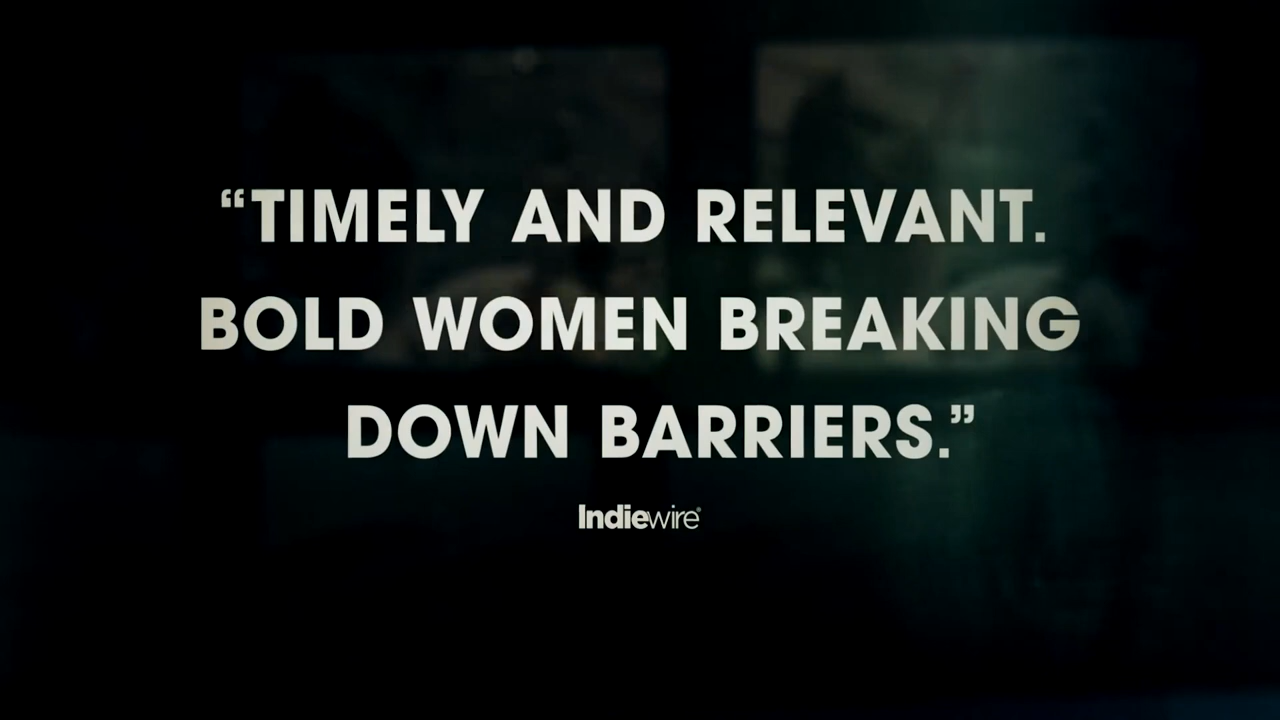 “TIMELY AND RELEVANT.
BOLD WOMEN BREAKING
DOWN BARRIERS.”
Indiewire®